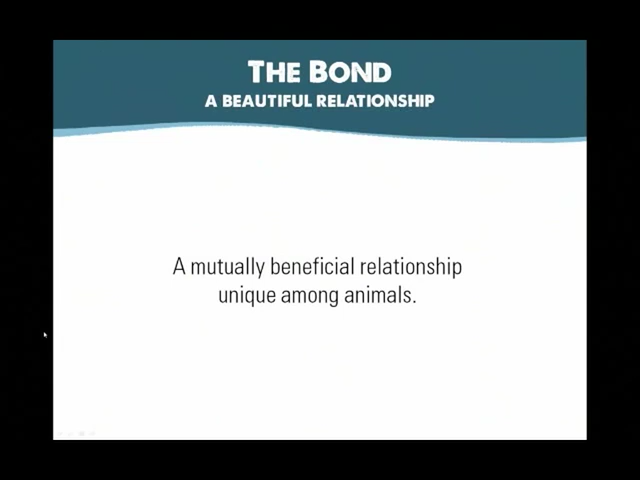 THE BOND
A BEAUTIFUL RELATIONSHIP
A mutually beneficial relationship
unique among animals.